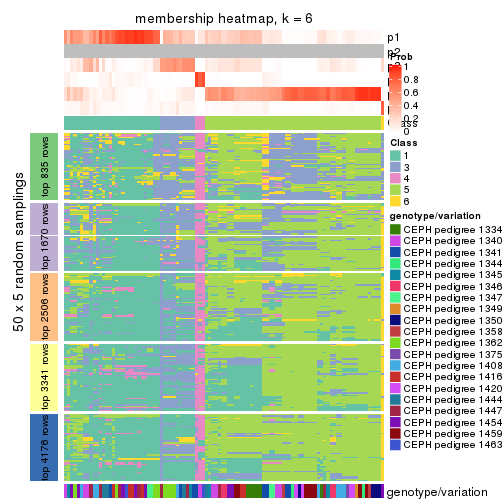 membership heatmap, k = 6
p1
p2
Prob
1
0.8
0.6
0.4
0.2
0
Class
1
3
4
5
6
genotype/variation
CEPH pedigree 1334
CEPH pedigree 1340
CEPH pedigree 1341
CEPH pedigree 1344
CEPH pedigree 1345
CEPH pedigree 1346
CEPH pedigree 1347
CEPH pedigree 1349
CEPH pedigree 1350
CEPH pedigree 1358
CEPH pedigree 1362
CEPH pedigree 1375
CEPH pedigree 1408
CEPH pedigree 1416
CEPH pedigree 1420
CEPH pedigree 1444
CEPH pedigree 1447
CEPH pedigree 1454
CEPH pedigree 1459
CEPH pedigree 1463
50 x 5 random samplings
top 835 rows
top 1670 rows
top 2506 rows
top 3341 rows
top 4176 rows
genotype/variation